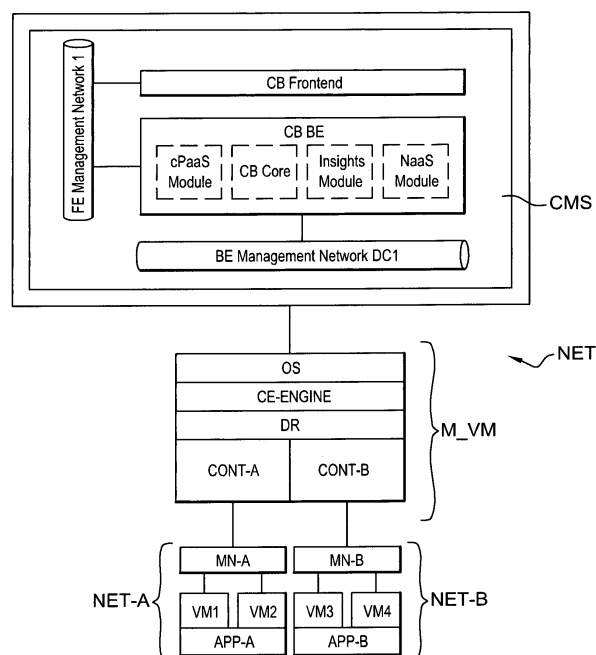 FE Management Network 1
CB Frontend
CB BE
cPaaS
Module
CB Core
Insights
Module
NaaS
Module
CMS
BE Management Network DC1
NET
OS
CE-ENGINE
DR
M_VM
CONT-A
CONT-B
MN-A
MN-B
NET-A
NET-B
VM1
VM2
VM3
VM4
APP-A
APP-B